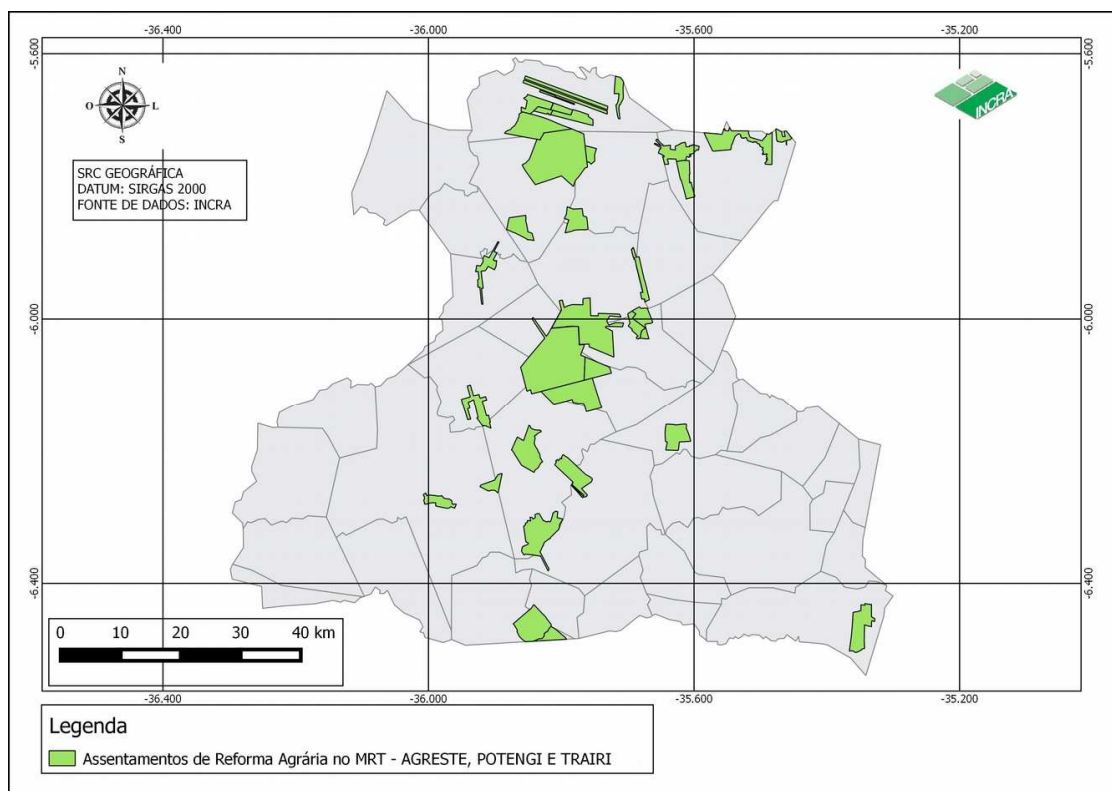 -36.400 -36.000 -35.600 -35.200
-5.600 -5.600
N
O L
S
INCRA
SRC GEOGRÁFICA
DATUM: SIRGAS 2000
FONTE DE DADOS: INCRA
-6.000 -6.000
-6.400 -6.400
0 10 20 30 40 km
-36.400 -36.000 -35.600 -35.200
Legenda
Assentamentos de Reforma Agrária no MRT - AGRESTE, POTENGI E TRAIRI